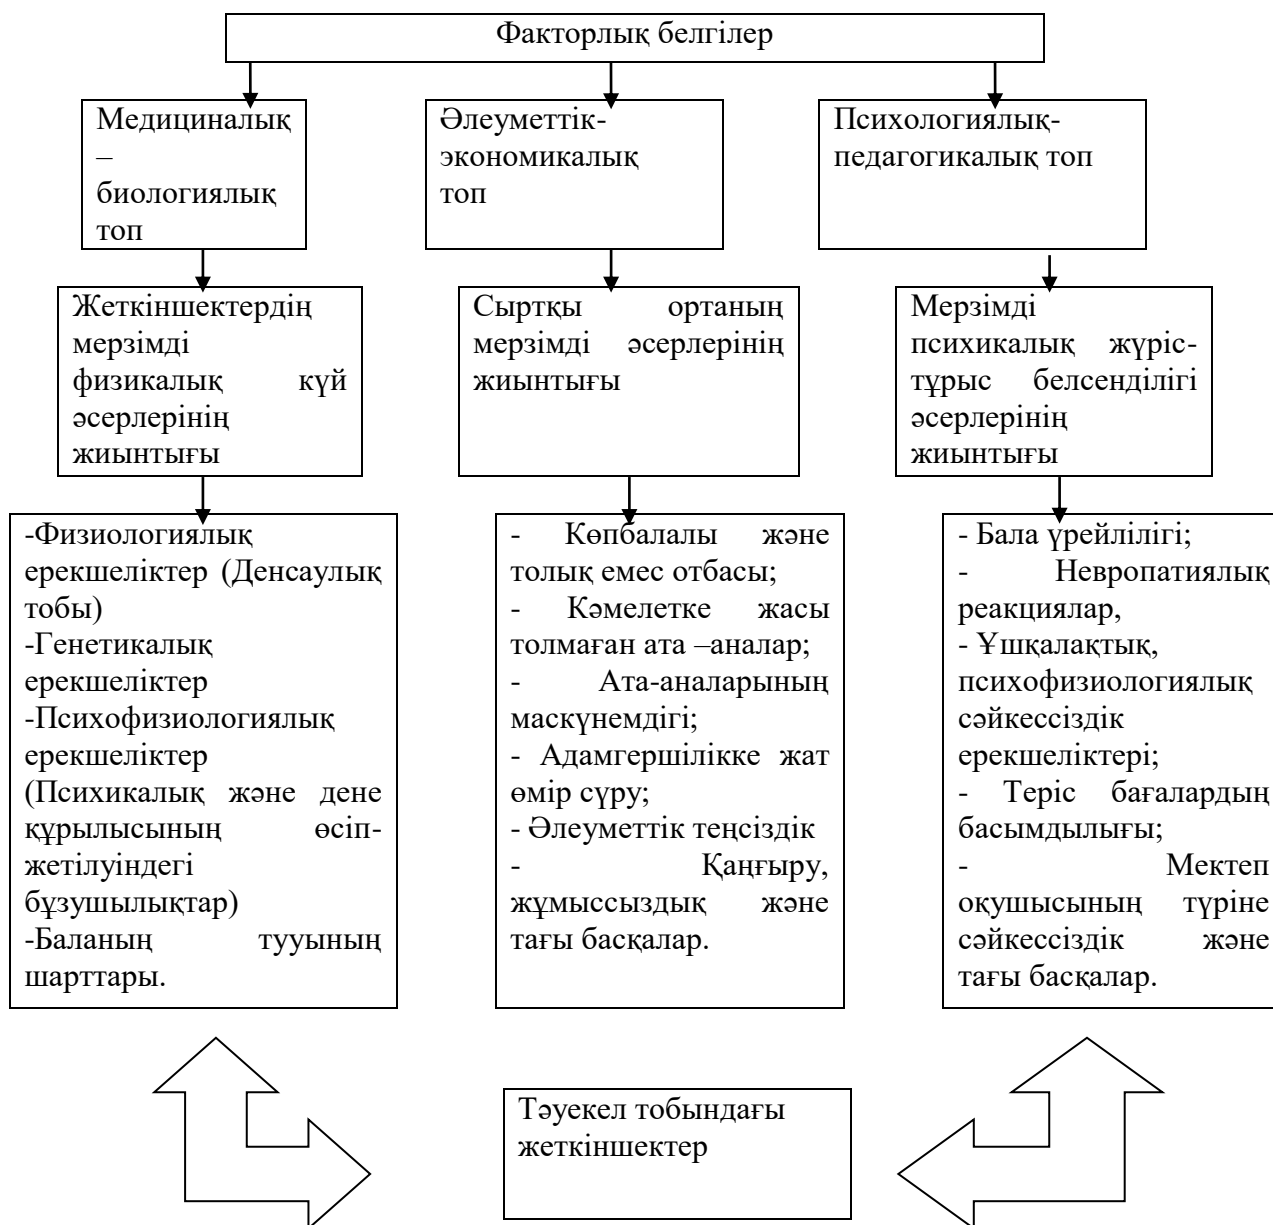 Факторлық белгілер
Медициналық
–
биологиялық
топ
Әлеуметтік-
экономикалық
топ
Психологиялық-
педагогикалық топ
Жеткіншектердің
мерзімді
физикалық күй
әсерлерінің
жиынтығы
Сыртқы ортаның
мерзімді әсерлерінің
жиынтығы
Мерзімді
психикалық жүріс-
тұрыс белсенділігі
әсерлерінің
жиынтығы
-Физиологиялық
ерекшеліктер (Денсаулық
тобы)
-Генетикалық
ерекшеліктер
-Психофизиологиялық
ерекшеліктер
(Психикалық және дене
құрылысының өсіп-
жетілуіндегі
бұзушылықтар)
-Баланың тууының
шарттары.
- Көпбалалы және
толық емес отбасы;
- Кәмелетке жасы
толмаған ата –аналар;
- Ата-аналарының
маскүнемдігі;
- Адамгершілікке жат
өмір сүру;
- Әлеуметтік теңсіздік
- Қаңғыру,
жұмыссыздық және
тағы басқалар.
- Бала үрейлілігі;
- Невропатиялық
реакциялар,
- Ұшқалақтық,
психофизиологиялық
сәйкессіздік
ерекшеліктері;
- Теріс бағалардың
басымдылығы;
- Мектеп
оқушысының түріне
сәйкессіздік және
тағы басқалар.
Тәуекел тобындағы
жеткіншектер